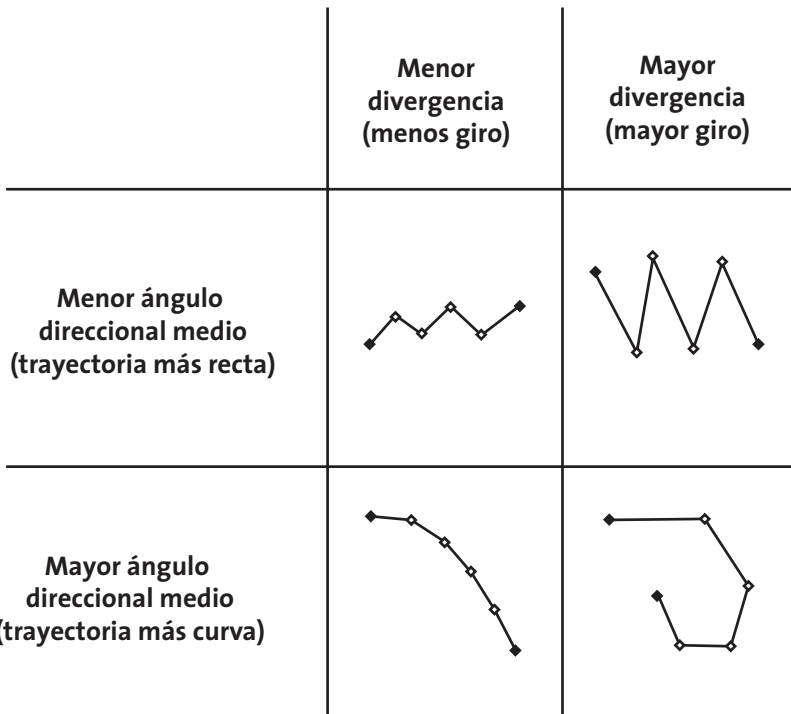 Menor
divergencia
(menos giro)
Mayor
divergencia
(mayor giro)
Menor ángulo
direccional medio
(trayectoria más recta)
Mayor ángulo
direccional medio
(trayectoria más curva)